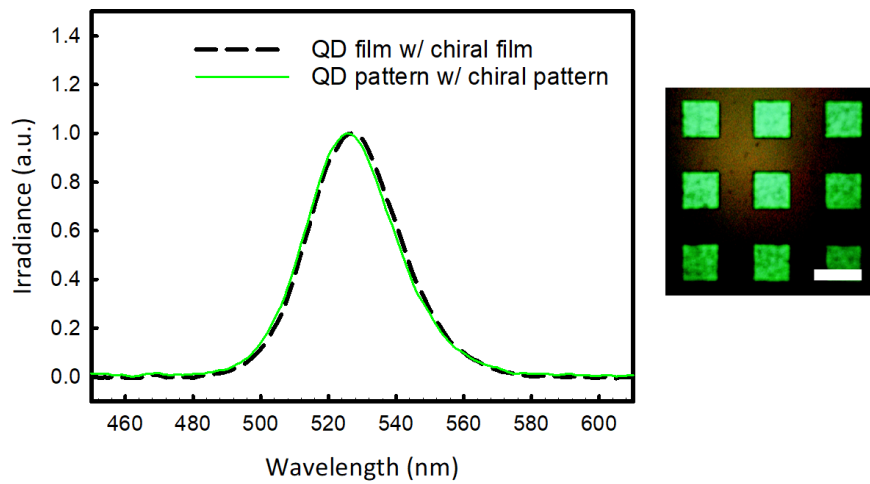 1.4
1.2
1.0
0.8
0.6
0.4
0.2
0.0
Irradiance (a.u.)
QD film w/ chiral film
QD pattern w/ chiral pattern
460 480 500 520 540 560 580 600
Wavelength (nm)